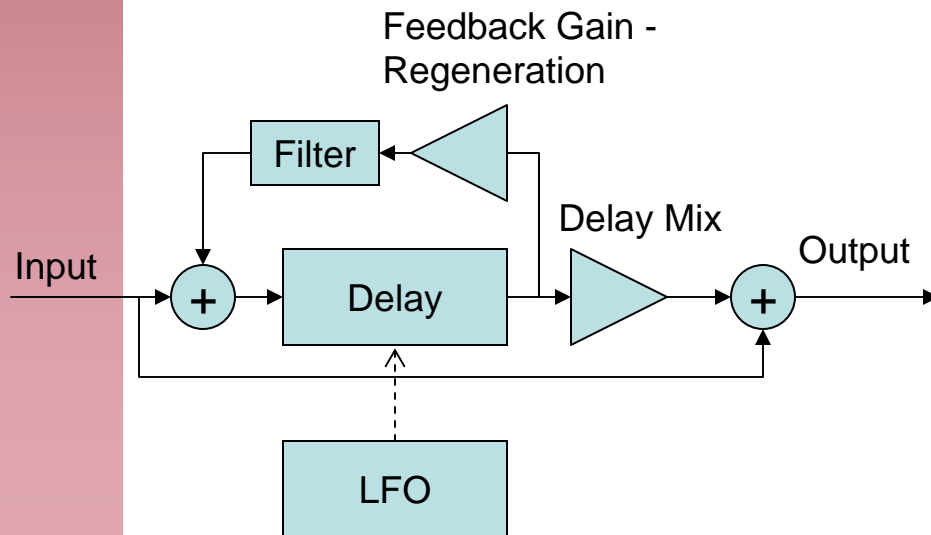 Feedback Gain -
Regeneration
Filter
Delay Mix
Input
Output
+
Delay
+
LFO